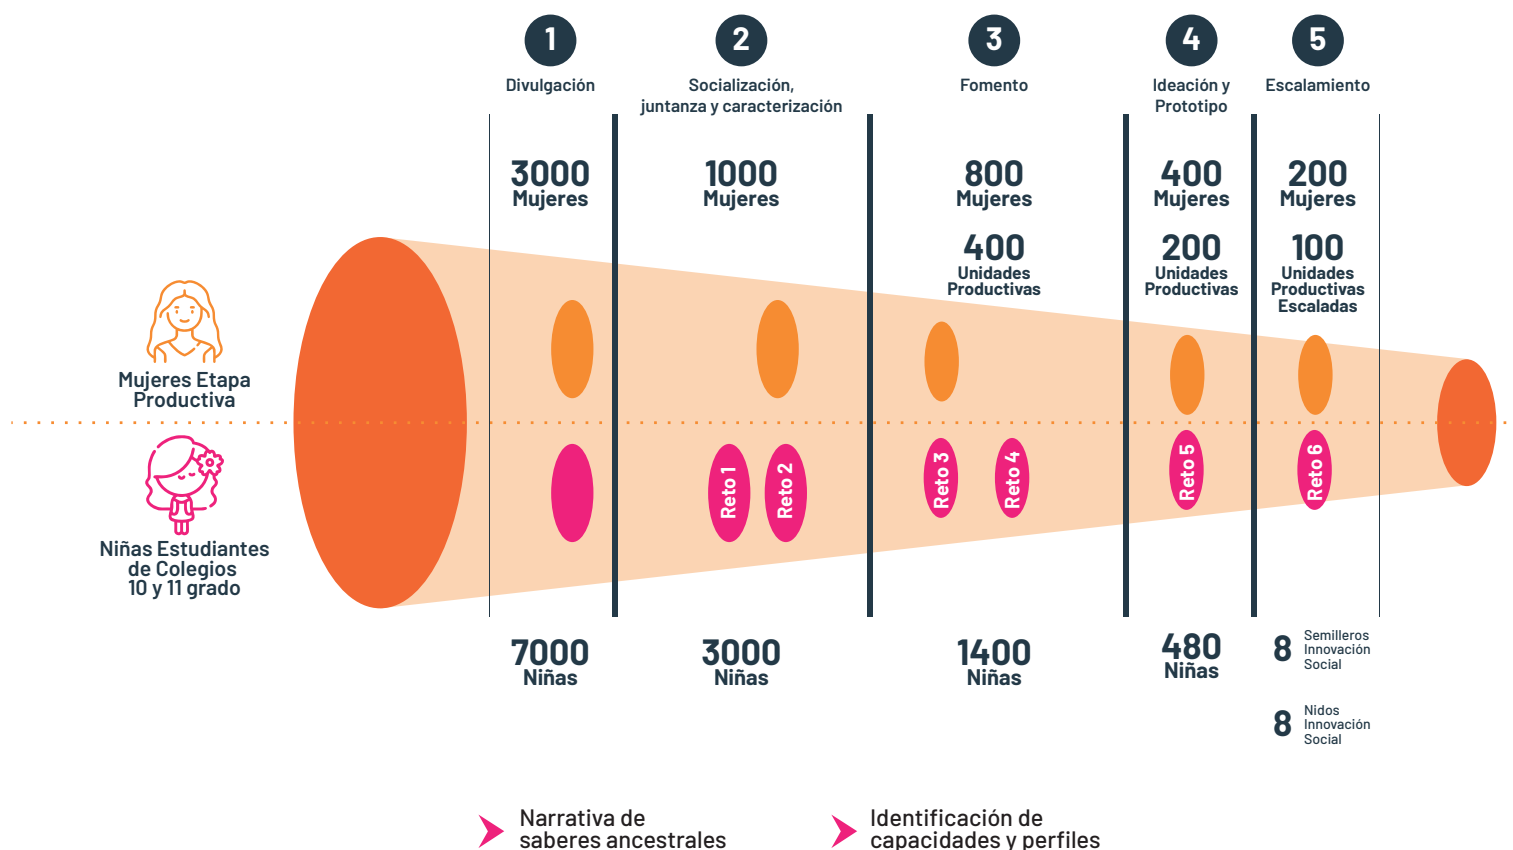 1
Divulgación
2
Socialización,
juntanza y caracterización
3
Fomento
4
Ideación y
Prototipo
5
Escalamiento
3000
Mujeres
1000
Mujeres
800
Mujeres
400
Unidades
Productivas
400
Mujeres
200
Unidades
Productivas
200
Mujeres
100
Unidades
Productivas
Escaladas
Mujeres Etapa
Productiva
Niñas Estudiantes
de Colegios
10 y 11 grado
Reto 1
Reto 2
Reto 3
Reto 4
Reto 5
Reto 6
7000
Niñas
3000
Niñas
1400
Niñas
480
Niñas
8 Semilleros
Innovación
Social
8 Nidos
Innovación
Social
Narrativa de
saberes ancestrales
Identificación de
capacidades y perfiles